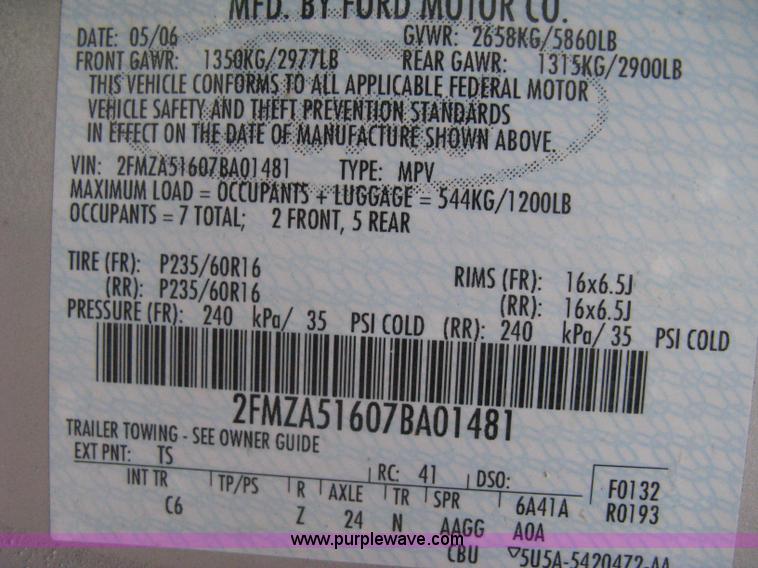 MFD. BY FORD MOTOR CO.
DATE: 05/06 GVWR: 2658KG/5860LB
FRONT GAWR: 1350KG/2977LB REAR GAWR: 1315KG/2900LB
THIS VEHICLE CONFORMS TO ALL APPLICABLE FEDERAL MOTOR
VEHICLE SAFETY AND THEFT PREVENTION STANDARDS
IN EFFECT ON THE DATE OF MANUFACTURE SHOWN ABOVE.
VIN: 2FMZA51607BA01481 TYPE: MPV
MAXIMUM LOAD = OCCUPANTS + LUGGAGE = 544KG/1200LB
OCCUPANTS = 7 TOTAL; 2 FRONT, 5 REAR
TIRE (FR): P235/60R16 RIMS (FR): 16x6.5J
(RR): P235/60R16 (RR): 16x6.5J
PRESSURE (FR): 240 kPa/ 35 PSI COLD (RR): 240 kPa/ 35 PSI COLD
2FMZA51607BA01481
TRAILER TOWING - SEE OWNER GUIDE
EXT PNT: TS RC: 41 DSO: F0132
INT TR TP/PS R AXLE TR SPR 6A41A R0193
C6 Z 24 N AAGG A0A
CBU 5U5A-5420472-AA
www.purplewave.com